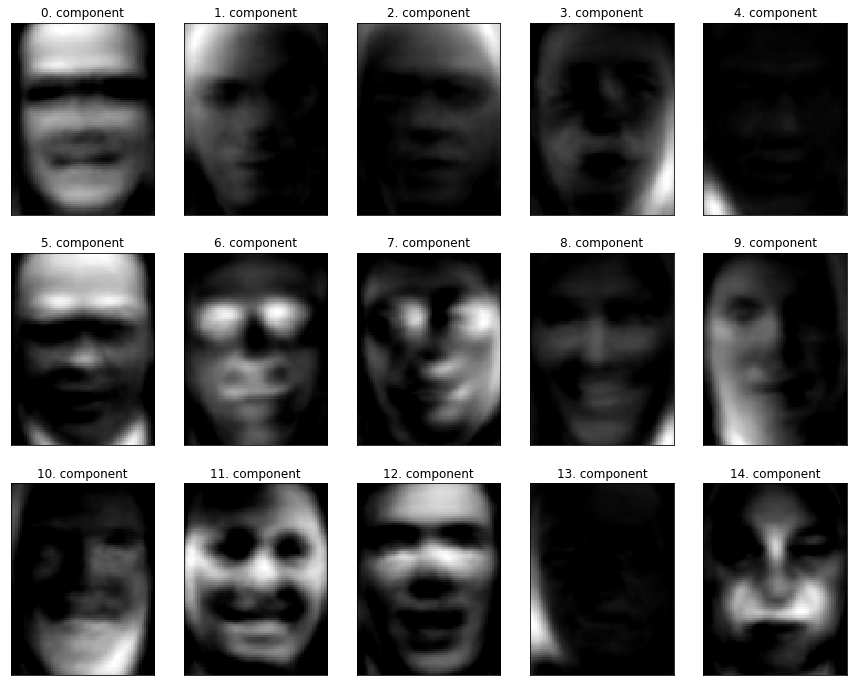 0. component
1. component
2. component
3. component
4. component
5. component
6. component
7. component
8. component
9. component
10. component
11. component
12. component
13. component
14. component